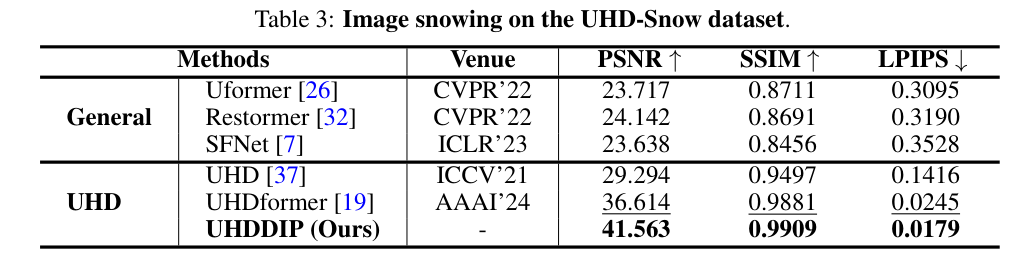 Table 3: Image snowing on the UHD-Snow dataset.
Methods Venue PSNR ↑ SSIM ↑ LPIPS ↓
Uformer [26] CVPR'22 23.717 0.8711 0.3095
General Restormer [32] CVPR'22 24.142 0.8691 0.3190
SFNet [7] ICLR'23 23.638 0.8456 0.3528
UHD [37] ICCV'21 29.294 0.9497 0.1416
UHD UHDformer [19] AAAI'24 36.614 0.9881 0.0245
UHDDIP (Ours) - 41.563 0.9909 0.0179